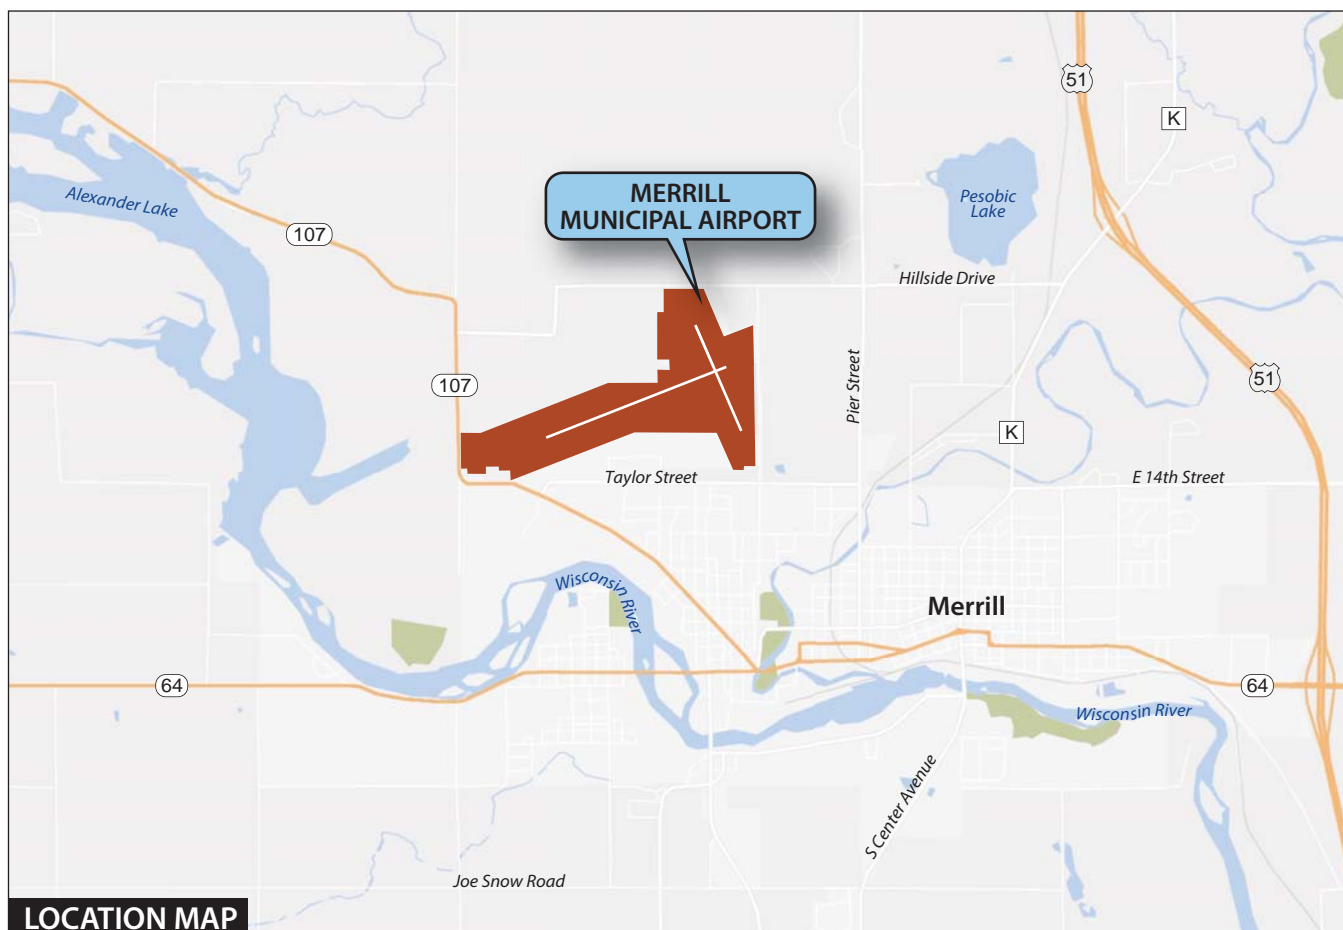 51
K
Alexander Lake
MERRILL
MUNICIPAL AIRPORT
Pesobic
Lake
107
Hillside Drive
107
Pier Street
51
K
Taylor Street
E 14th Street
Wisconsin River
Merrill
64
64
Wisconsin River
S Center Avenue
Joe Snow Road
LOCATION MAP